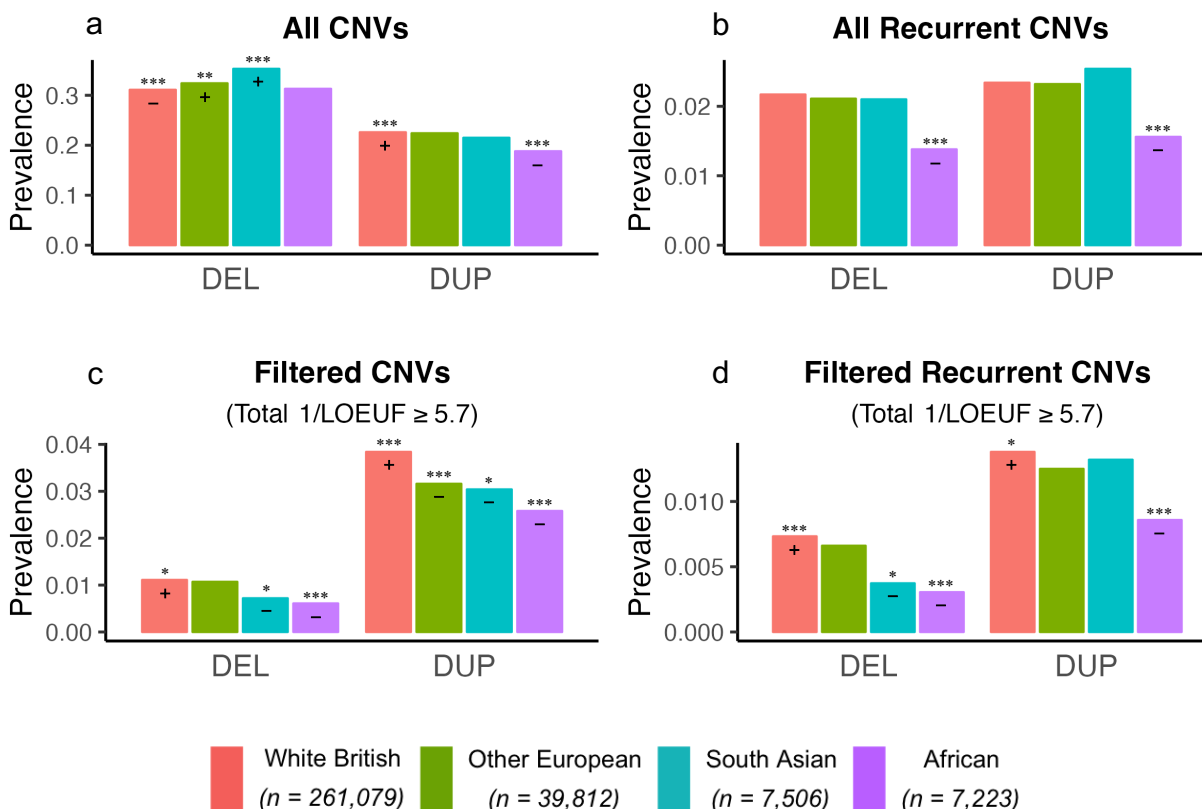 a
All CNVs
Prevalence
0.3
0.2
0.1
0.0
***
−
**
+
***
+
***
+
***
−
DEL
DUP
b
All Recurrent CNVs
Prevalence
0.02
0.01
0.00
***
−
***
−
DEL
DUP
c
Filtered CNVs
(Total 1/LOEUF ≥ 5.7)
Prevalence
0.04
0.03
0.02
0.01
0.00
*
+
*
−
***
−
***
+
***
−
*
−
***
−
DEL
DUP
d
Filtered Recurrent CNVs
(Total 1/LOEUF ≥ 5.7)
Prevalence
0.010
0.005
0.000
***
+
*
−
***
−
*
+
***
−
DEL
DUP
White British
(n = 261,079)
Other European
(n = 39,812)
South Asian
(n = 7,506)
African
(n = 7,223)